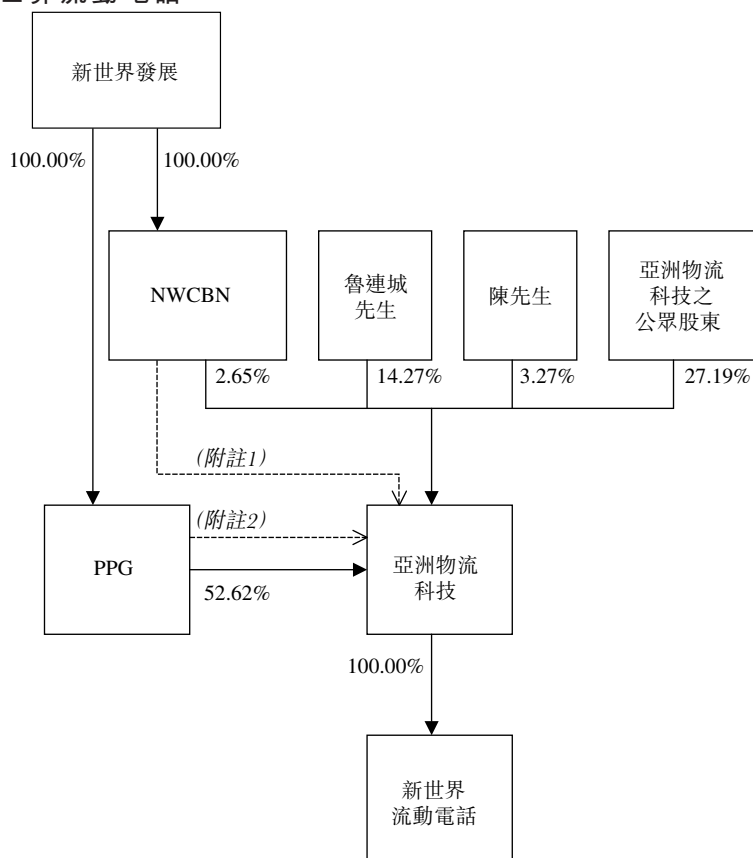 新世界發展
100.00%
100.00%
NWCBN
魯連城
先生
陳先生
亞洲物流
科技之
公眾股東
2.65%
14.27%
3.27%
27.19%
(附註1)
(附註2)
PPG
52.62%
亞洲物流
科技
100.00%
新世界
流動電話